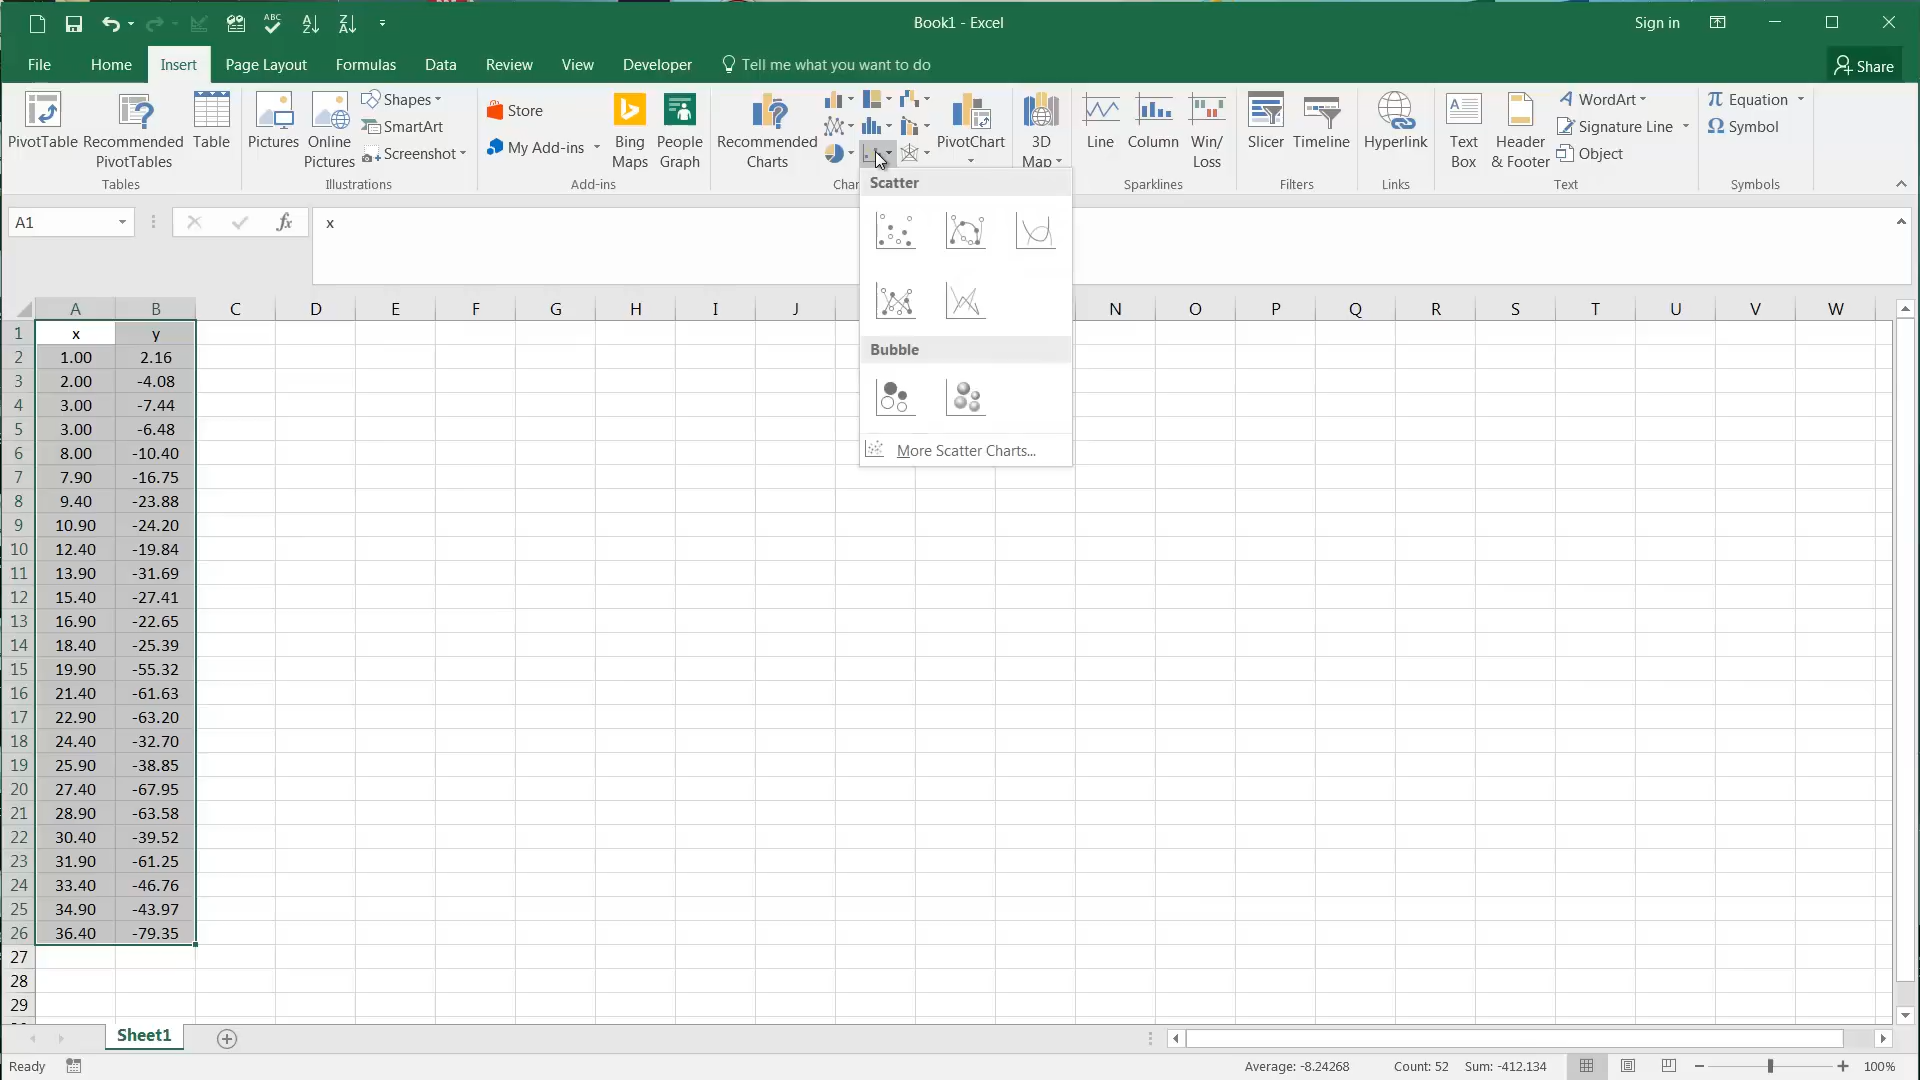 Book1 - Excel
Sign in
File Home Insert Page Layout Formulas Data Review View Developer Tell me what you want to do Share
PivotTable
Recommended PivotTables
Table
Tables
Pictures
Online Pictures
Shapes
SmartArt
Screenshot
Illustrations
Store
My Add-ins
Bing Maps
People Graph
Add-ins
Recommended Charts
PivotChart
3D Map
Line
Column
Win/ Loss
Sparklines
Slicer
Timeline
Filters
Hyperlink
Links
Text Box
Header & Footer
WordArt
Signature Line
Object
Text
Equation
Symbol
Symbols
Scatter
Bubble
More Scatter Charts...
A1
fx
x
A B C D E F G H I J N O P Q R S T U V W
1 x y
2 1.00 2.16
3 2.00 -4.08
4 3.00 -7.44
5 3.00 -6.48
6 8.00 -10.40
7 7.90 -16.75
8 9.40 -23.88
9 10.90 -24.20
10 12.40 -19.84
11 13.90 -31.69
12 15.40 -27.41
13 16.90 -22.65
14 18.40 -25.39
15 19.90 -55.32
16 21.40 -61.63
17 22.90 -63.20
18 24.40 -32.70
19 25.90 -38.85
20 27.40 -67.95
21 28.90 -63.58
22 30.40 -39.52
23 31.90 -61.25
24 33.40 -46.76
25 34.90 -43.97
26 36.40 -79.35
27
28
29
Sheet1
Ready
Average: -8.24268 Count: 52 Sum: -412.134 100%